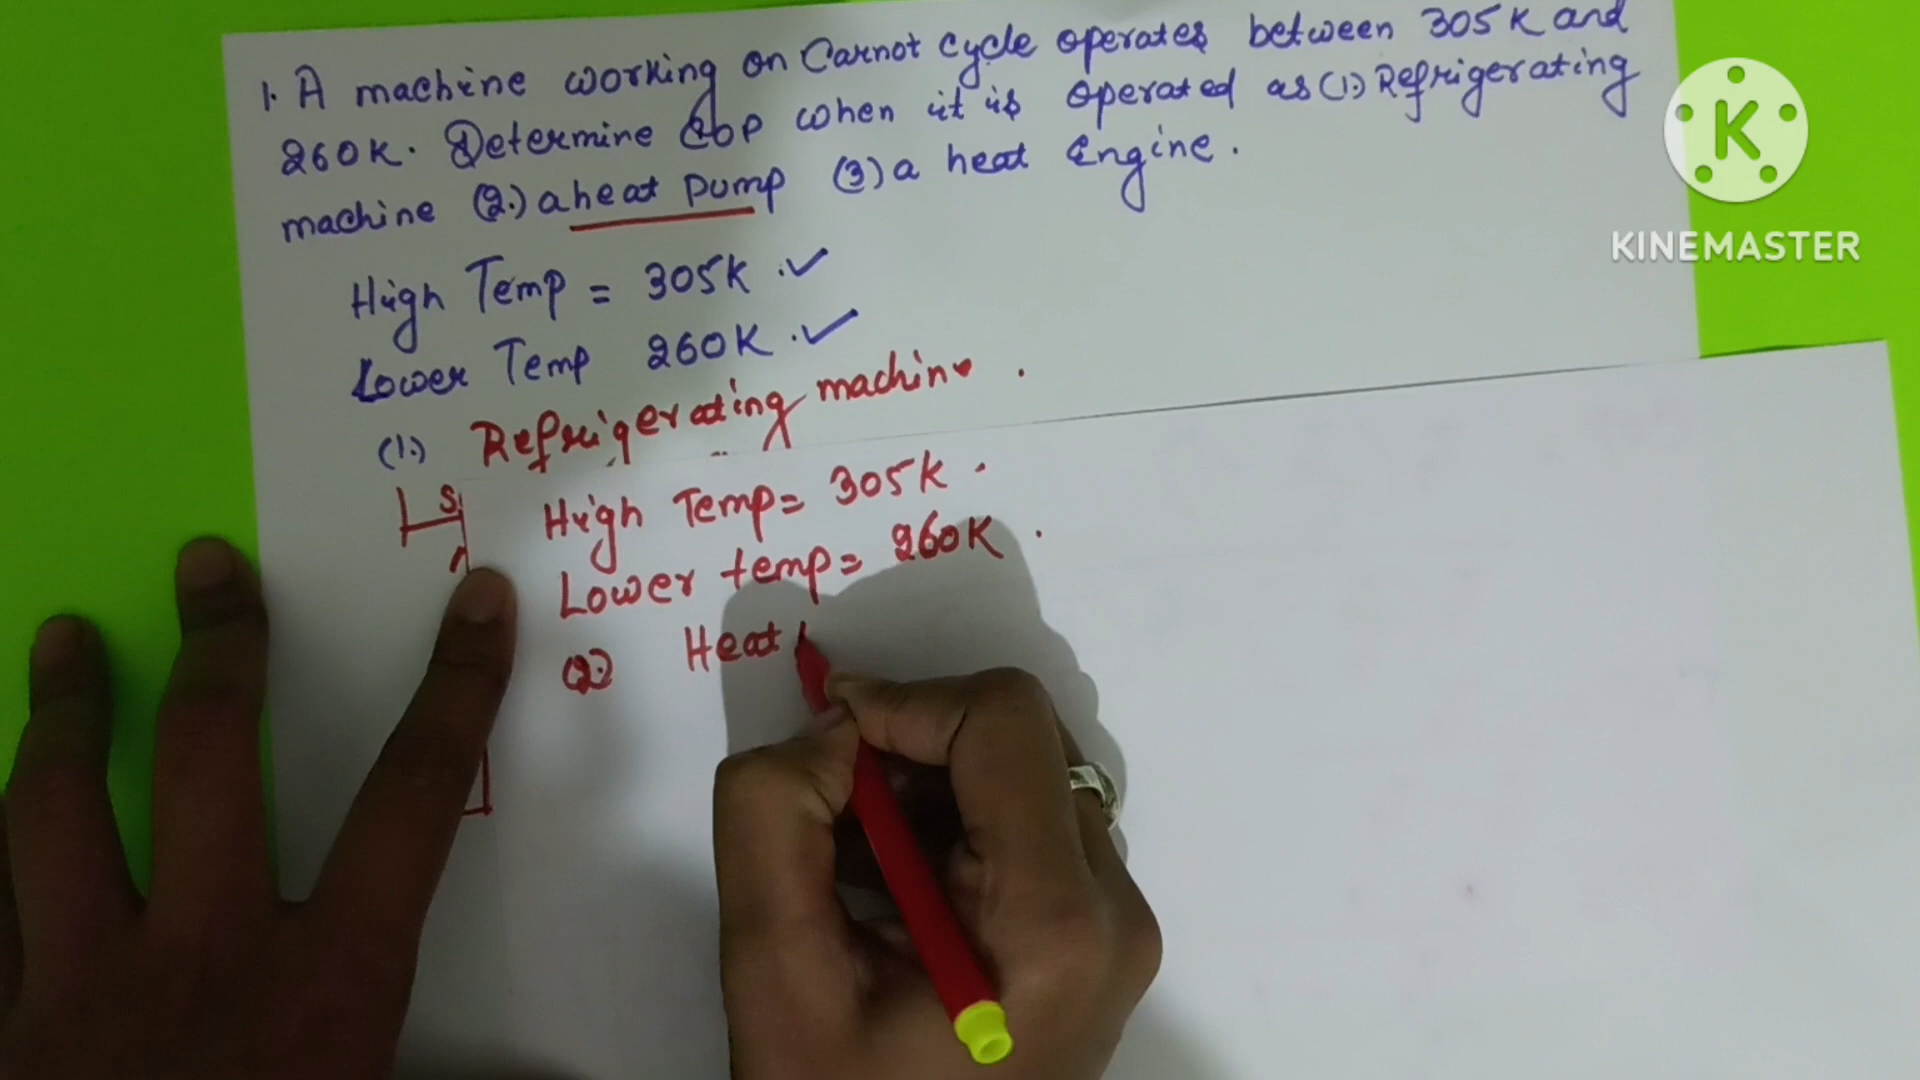 1. A machine working on Carnot cycle operates between 305K and
260K. Determine COP when it is operated as (1.) Refrigerating
machine (2.) a heat pump (3) a heat Engine.
High Temp = 305K.
Lower Temp 260K.
(1.) Refrigerating machine.
High Temp = 305K.
Lower temp = 260K.
(2) Heat
K
KINEMASTER